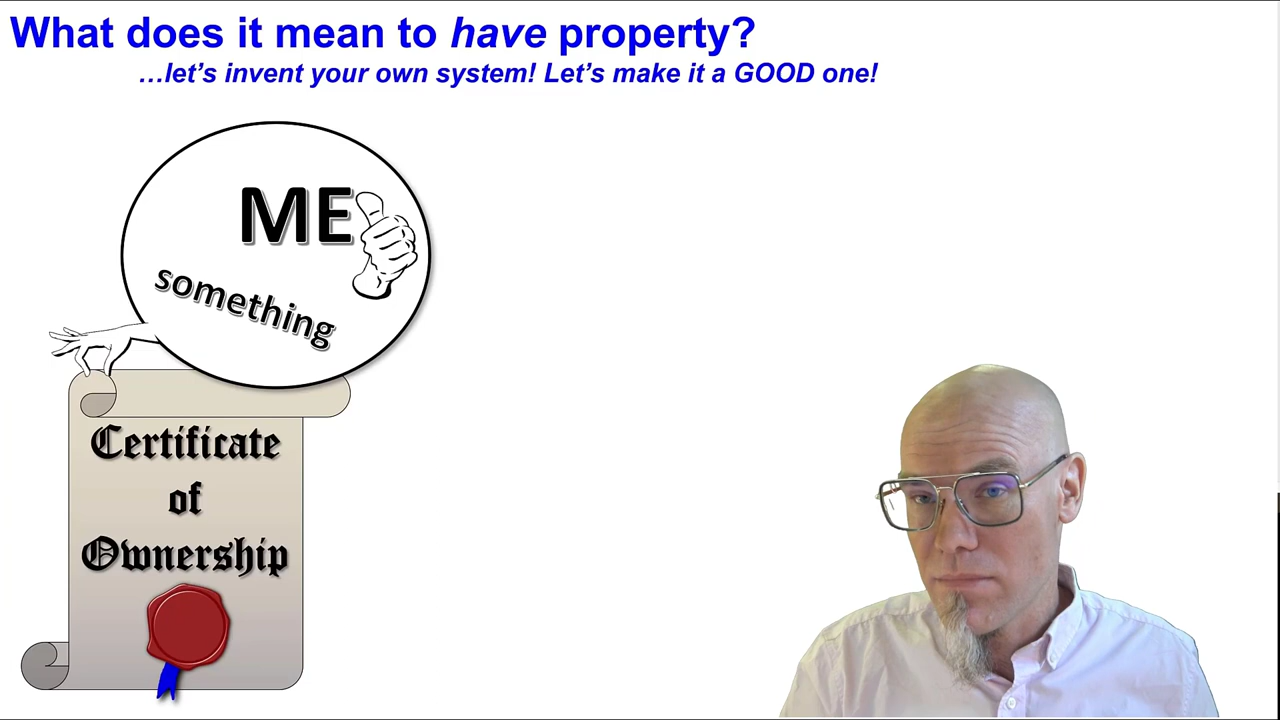 What does it mean to have property?
…let's invent your own system! Let's make it a GOOD one!
ME
something
Certificate
of
Ownership